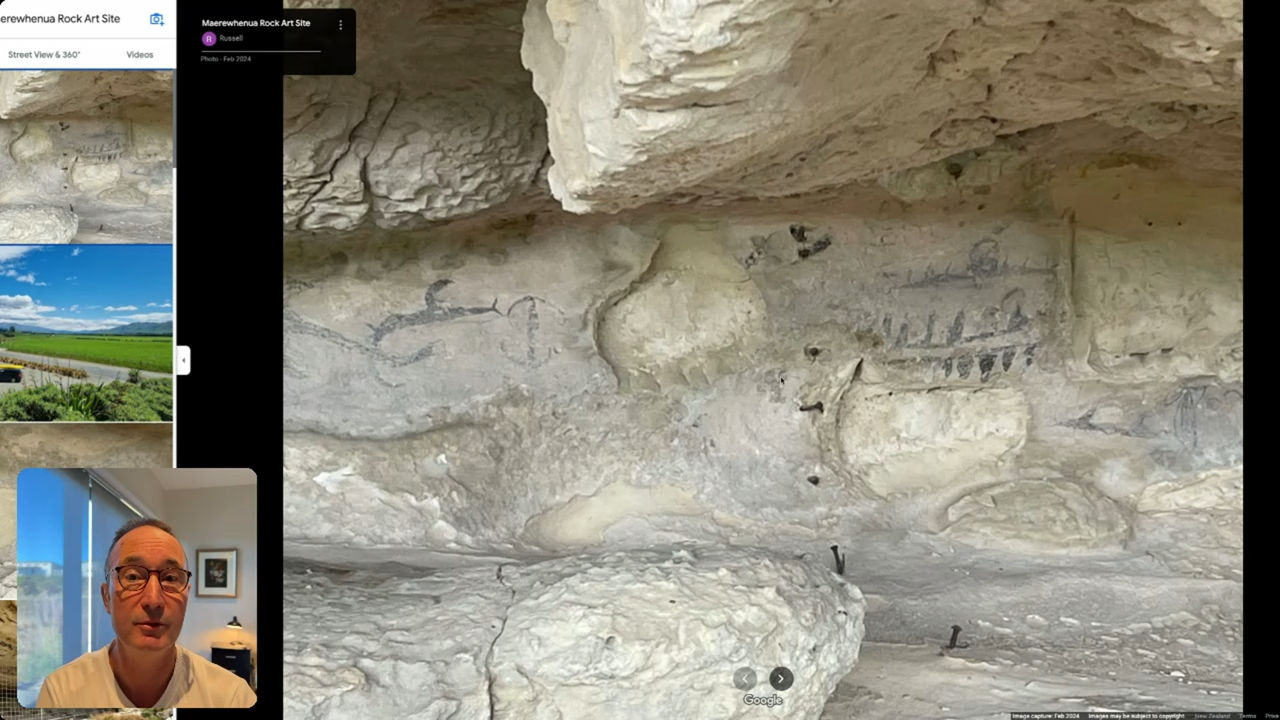 erewhenua Rock Art Site
Street View & 360°
Videos
Maerewhenua Rock Art Site
R
Russell
Photo - Feb 2024
Google
Image capture: Feb 2024 Images may be subject to copyright. New Zealand Terms